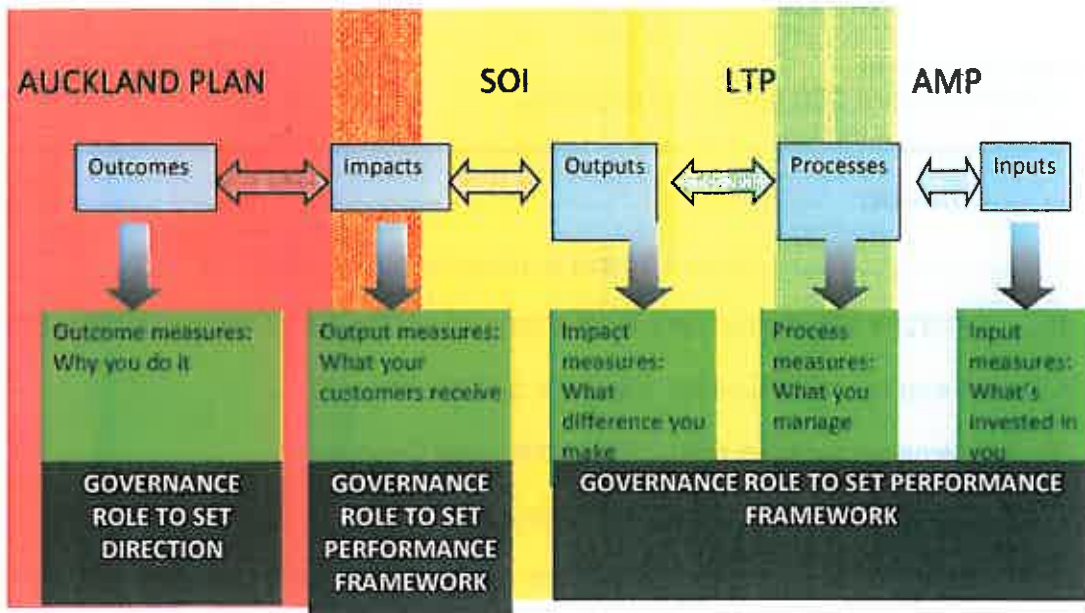 AUCKLAND PLAN
SOI
LTP
AMP
Outcomes
Impacts
Outputs
Processes
Inputs
Outcome measures:
Why you do it
Output measures:
What your
customers receive
Impact
measures:
What
difference you
make
Process
measures:
What you
manage
Input
measures:
What's
invested in
you
GOVERNANCE
ROLE TO SET
DIRECTION
GOVERNANCE
ROLE TO SET
PERFORMANCE
FRAMEWORK
GOVERNANCE ROLE TO SET PERFORMANCE
FRAMEWORK